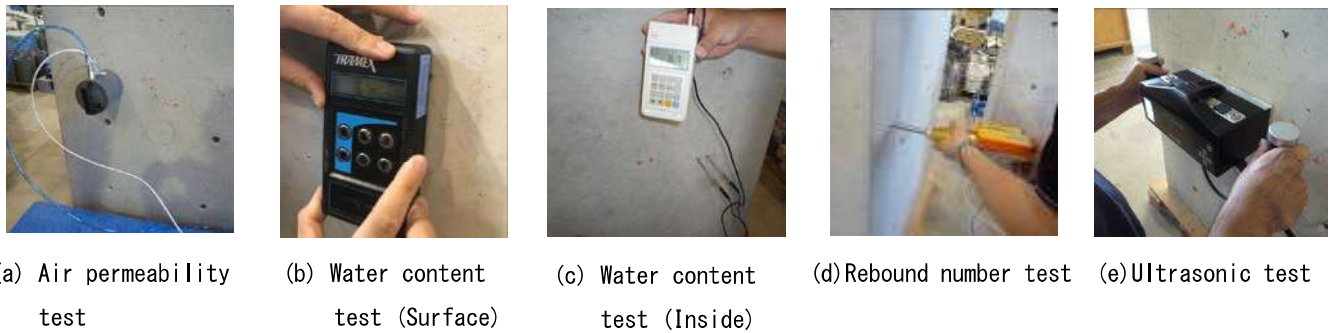 (a) Air permeability
test
(b) Water content
test (Surface)
(c) Water content
test (Inside)
(d)Rebound number test
(e)Ultrasonic test
TRAMEX